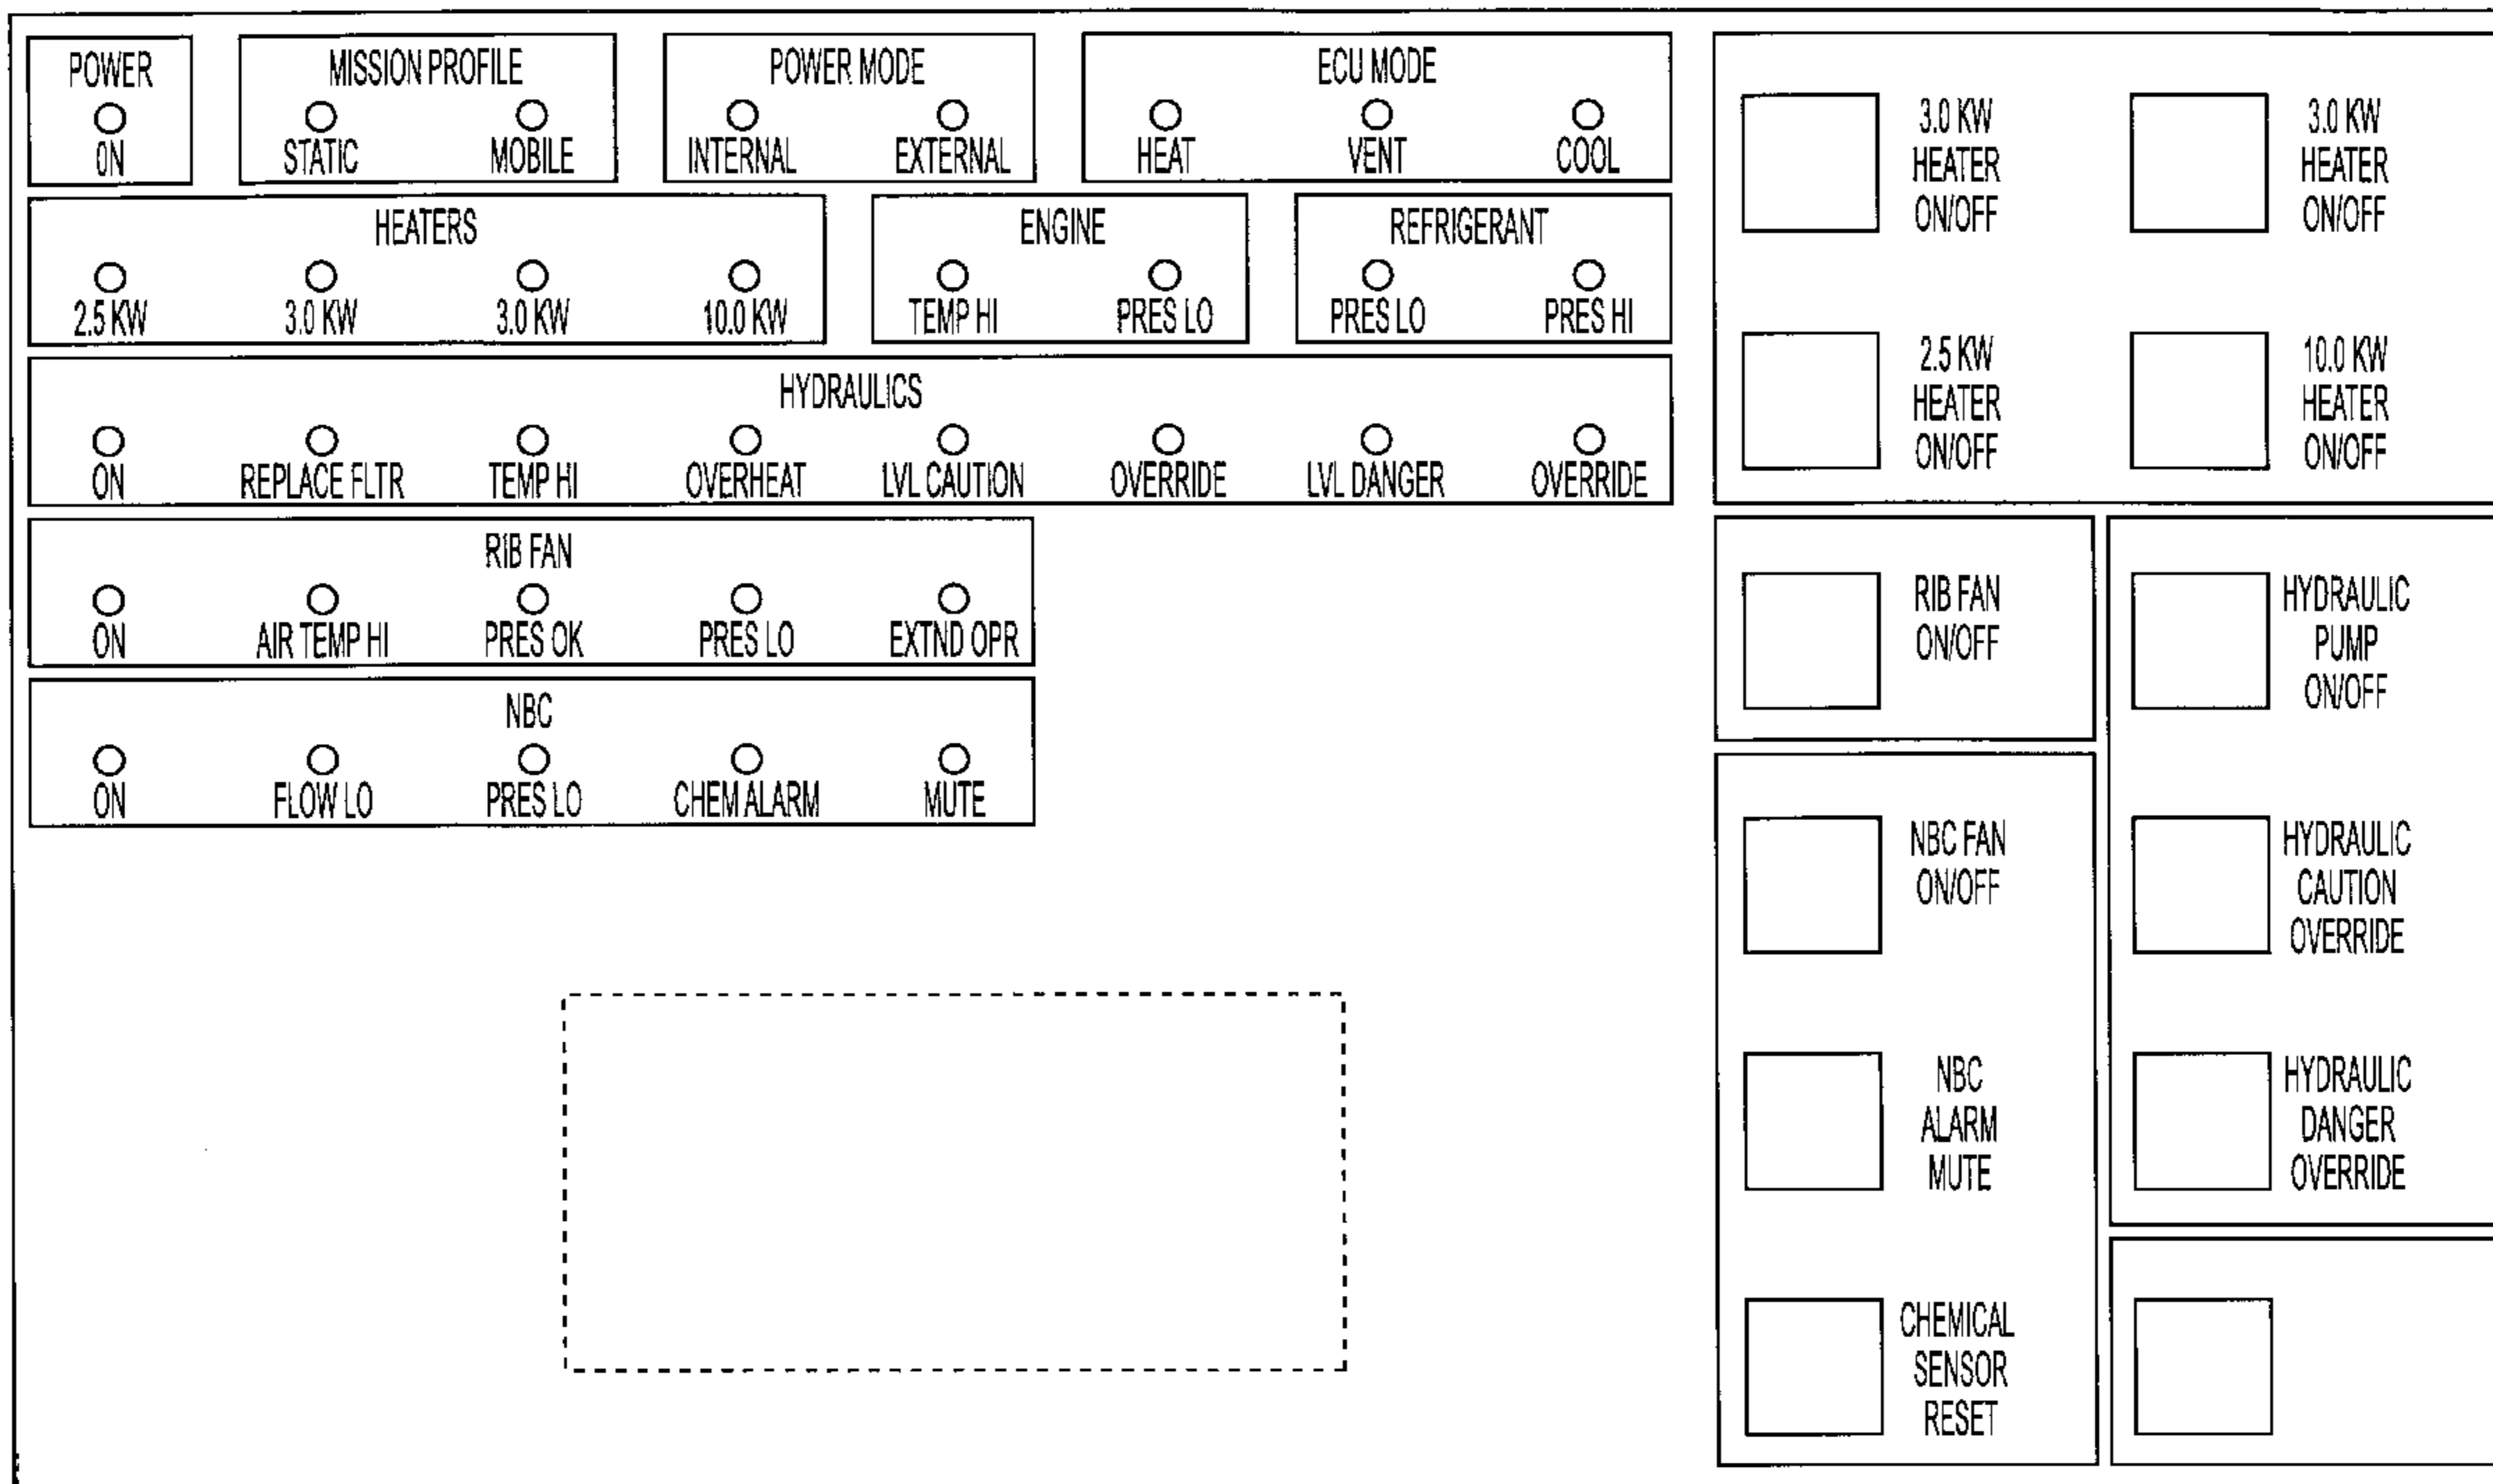 POWER
ON
MISSION PROFILE
STATIC MOBILE
POWER MODE
INTERNAL EXTERNAL
ECU MODE
HEAT VENT COOL
HEATERS
2.5 KW 3.0 KW 3.0 KW 10.0 KW
ENGINE
TEMP HI PRES LO
REFRIGERANT
PRES LO PRES HI
HYDRAULICS
ON REPLACE FLTR TEMP HI OVERHEAT LVL CAUTION OVERRIDE LVL DANGER OVERRIDE
RIB FAN
ON AIR TEMP HI PRES OK PRES LO EXTND OPR
NBC
ON FLOW LO PRES LO CHEM ALARM MUTE
3.0 KW
HEATER
ON/OFF
3.0 KW
HEATER
ON/OFF
2.5 KW
HEATER
ON/OFF
10.0 KW
HEATER
ON/OFF
RIB FAN
ON/OFF
HYDRAULIC
PUMP
ON/OFF
NBC FAN
ON/OFF
HYDRAULIC
CAUTION
OVERRIDE
NBC
ALARM
MUTE
HYDRAULIC
DANGER
OVERRIDE
CHEMICAL
SENSOR
RESET